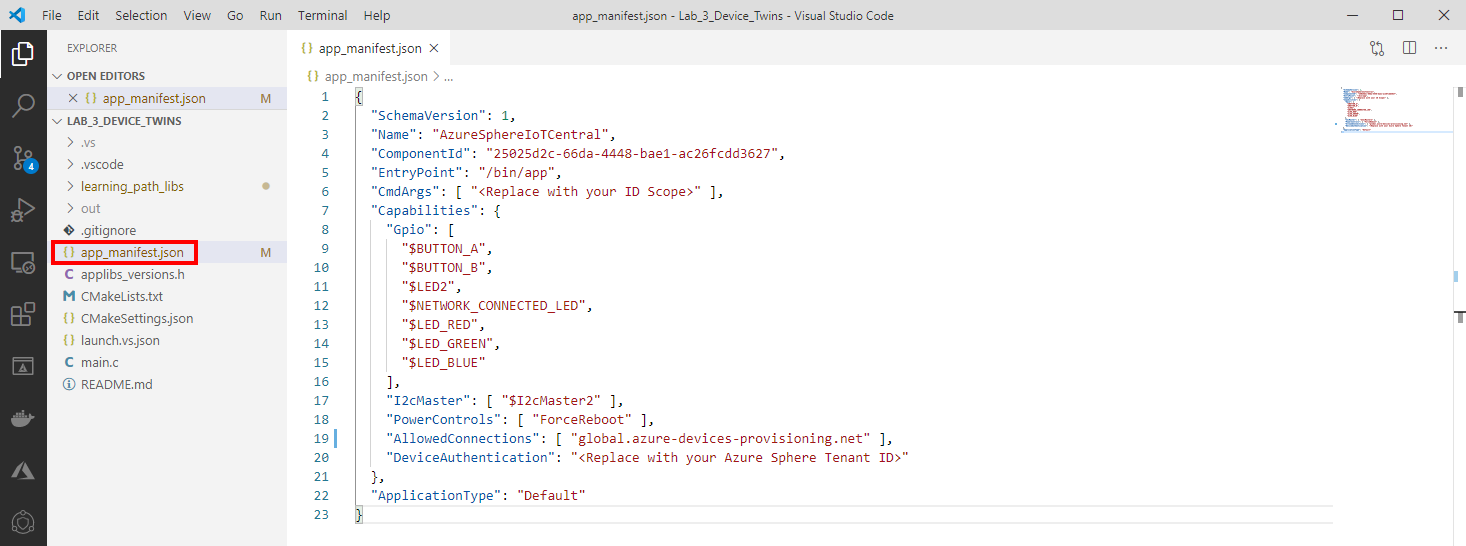 File Edit Selection View Go Run Terminal Help
app_manifest.json - Lab_3_Device_Twins - Visual Studio Code
EXPLORER
OPEN EDITORS
app_manifest.json M
LAB_3_DEVICE_TWINS
.vs
.vscode
learning_path_libs
out
.gitignore
app_manifest.json M
applibs_versions.h
CMakeLists.txt
CMakeSettings.json
launch.vs.json
main.c
README.md
4
app_manifest.json
app_manifest.json > ...
1 {
2 "SchemaVersion": 1,
3 "Name": "AzureSphereIoTCentral",
4 "ComponentId": "25025d2c-66da-4448-bae1-ac26fcdd3627",
5 "EntryPoint": "/bin/app",
6 "CmdArgs": [ "<Replace with your ID Scope>" ],
7 "Capabilities": {
8 "Gpio": [
9 "$BUTTON_A",
10 "$BUTTON_B",
11 "$LED2",
12 "$NETWORK_CONNECTED_LED",
13 "$LED_RED",
14 "$LED_GREEN",
15 "$LED_BLUE"
16 ],
17 "I2cMaster": [ "$I2cMaster2" ],
18 "PowerControls": [ "ForceReboot" ],
19 "AllowedConnections": [ "global.azure-devices-provisioning.net" ],
20 "DeviceAuthentication": "<Replace with your Azure Sphere Tenant ID>"
21 },
22 "ApplicationType": "Default"
23 }